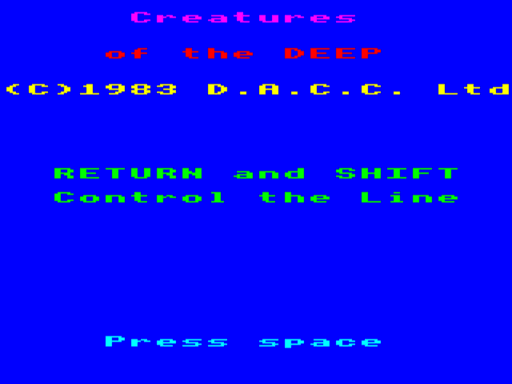 Creatures
of the DEEP
(C)1983 D.A.C.C. Ltd
RETURN and SHIFT
Control the Line
Press space